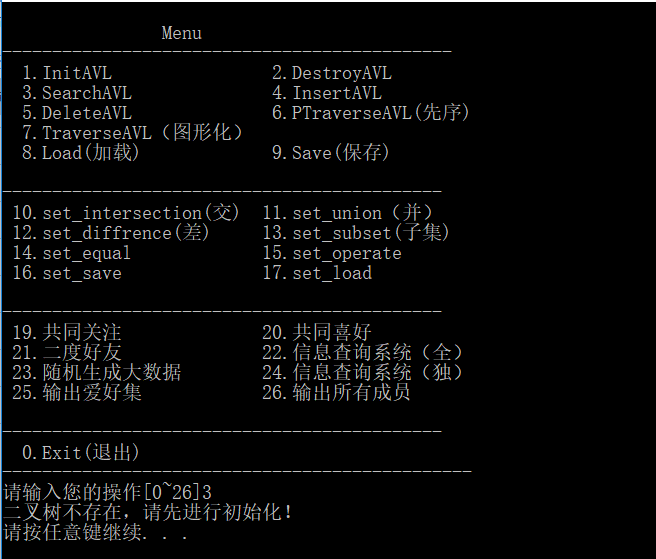 Menu
---------------------------------------------
1.InitAVL 2.DestroyAVL
3.SearchAVL 4.InsertAVL
5.DeleteAVL 6.PTraverseAVL(先序)
7.TraverseAVL（图形化）
8.Load(加载) 9.Save(保存)
--------------------------------------------
10.set_intersection(交) 11.set_union（并）
12.set_diffrence(差) 13.set_subset(子集)
14.set_equal 15.set_operate
16.set_save 17.set_load
--------------------------------------------
19.共同关注 20.共同喜好
21.二度好友 22.信息查询系统（全）
23.随机生成大数据 24.信息查询系统（独）
25.输出爱好集 26.输出所有成员
--------------------------------------------
0.Exit(退出)
-----------------------------------------------
请输入您的操作[0~26]3
二叉树不存在，请先进行初始化！
请按任意键继续. . .